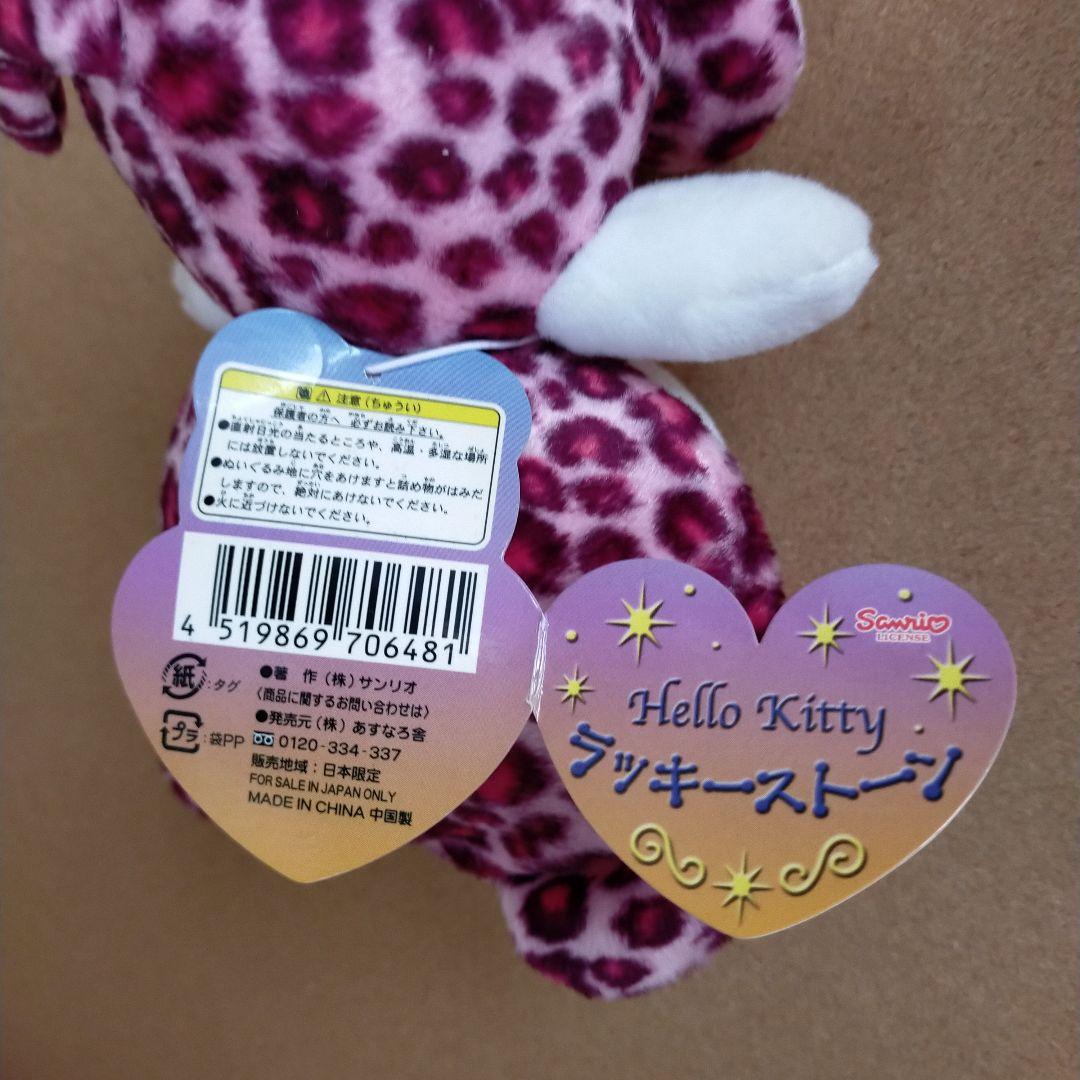 注意(ちゅうい)
保護者の方へ 必ずお読み下さい。
●直射日光の当たるところや、高温・多湿な場所
には放置しないでください。
●ぬいぐるみ地に穴をあけますと詰め物がはみだ
しますので、絶対にあけないでください。
●火に近づけないでください。
4 519869 706481
紙 :タグ
プラ :袋PP
●著 作(株)サンリオ
〈商品に関するお問い合わせは〉
●発売元(株)あすなろ舎
0120-334-337
販売地域:日本限定
FOR SALE IN JAPAN ONLY
MADE IN CHINA 中国製
Sanrio
LICENSE
Hello Kitty
ラッキーストーン